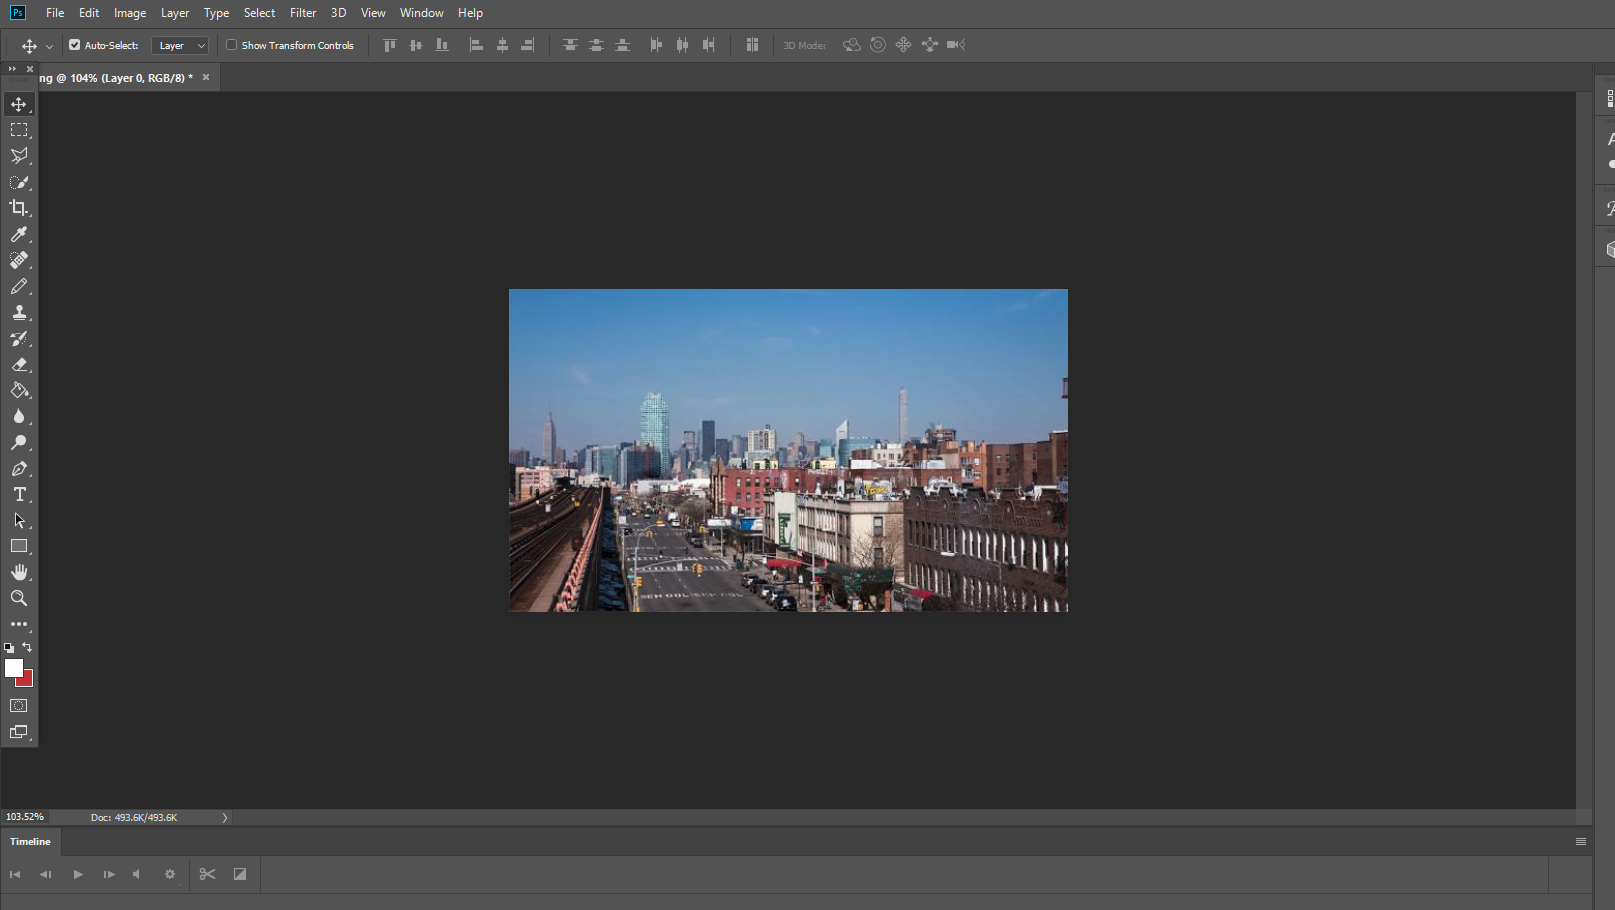 Ps File Edit Image Layer Type Select Filter 3D View Window Help
Auto-Select: Layer Show Transform Controls 3D Mode:
ng @ 104% (Layer 0, RGB/8) * ×
103.52% Doc: 493.6K/493.6K
Timeline